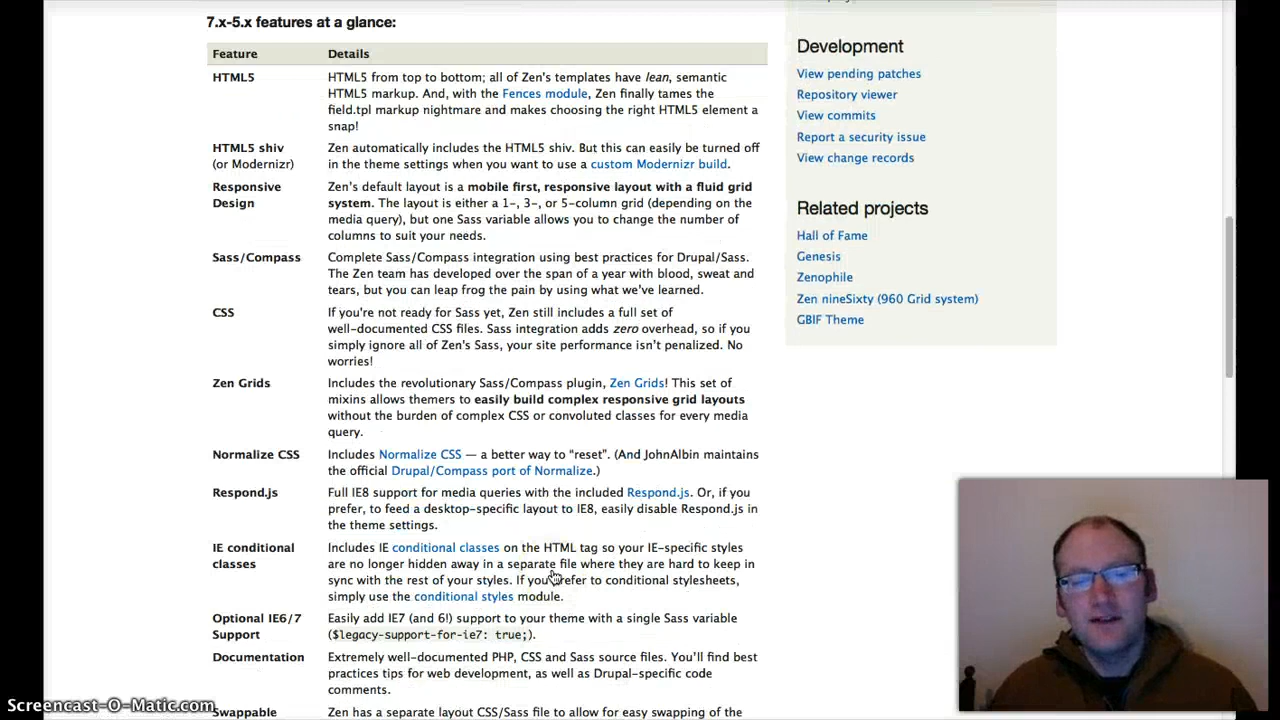 7.x-5.x features at a glance:
Feature Details
HTML5 HTML5 from top to bottom; all of Zen's templates have lean, semantic
HTML5 markup. And, with the Fences module, Zen finally tames the
field.tpl markup nightmare and makes choosing the right HTML5 element a
snap!
HTML5 shiv Zen automatically includes the HTML5 shiv. But this can easily be turned off
(or Modernizr) in the theme settings when you want to use a custom Modernizr build.
Responsive Zen's default layout is a mobile first, responsive layout with a fluid grid
Design system. The layout is either a 1-, 3-, or 5-column grid (depending on the
media query), but one Sass variable allows you to change the number of
columns to suit your needs.
Sass/Compass Complete Sass/Compass integration using best practices for Drupal/Sass.
The Zen team has developed over the span of a year with blood, sweat and
tears, but you can leap frog the pain by using what we've learned.
CSS If you're not ready for Sass yet, Zen still includes a full set of
well-documented CSS files. Sass integration adds zero overhead, so if you
simply ignore all of Zen's Sass, your site performance isn't penalized. No
worries!
Zen Grids Includes the revolutionary Sass/Compass plugin, Zen Grids! This set of
mixins allows themers to easily build complex responsive grid layouts
without the burden of complex CSS or convoluted classes for every media
query.
Normalize CSS Includes Normalize CSS — a better way to “reset”. (And JohnAlbin maintains
the official Drupal/Compass port of Normalize.)
Respond.js Full IE8 support for media queries with the included Respond.js. Or, if you
prefer, to feed a desktop-specific layout to IE8, easily disable Respond.js in
the theme settings.
IE conditional Includes IE conditional classes on the HTML tag so your IE-specific styles
classes are no longer hidden away in a separate file where they are hard to keep in
sync with the rest of your styles. If you prefer to conditional stylesheets,
simply use the conditional styles module.
Optional IE6/7 Easily add IE7 (and 6!) support to your theme with a single Sass variable
Support ($legacy-support-for-ie7: true;).
Documentation Extremely well-documented PHP, CSS and Sass source files. You'll find best
practices tips for web development, as well as Drupal-specific code
comments.
Swappable Zen has a separate layout CSS/Sass file to allow for easy swapping of the
Development
View pending patches
Repository viewer
View commits
Report a security issue
View change records
Related projects
Hall of Fame
Genesis
Zenophile
Zen nineSixty (960 Grid system)
GBIF Theme
Screencast-O-Matic.com